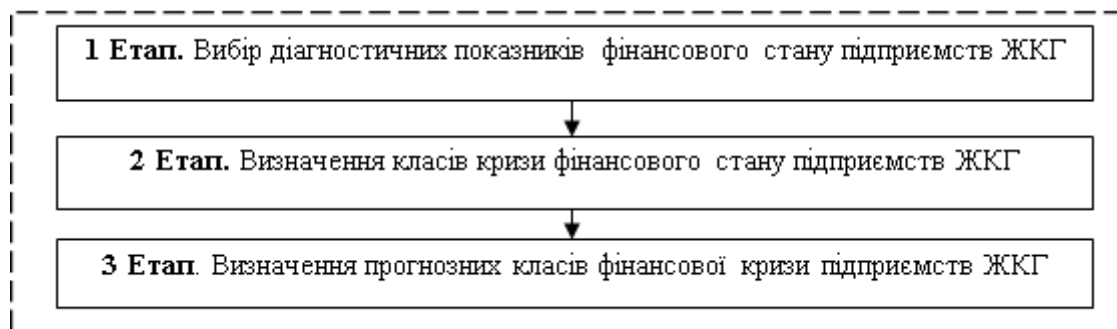 1 Етап. Вибір діагностичних показників фінансового стану підприємств ЖКГ
2 Етап. Визначення класів кризи фінансового стану підприємств ЖКГ
3 Етап. Визначення прогнозних класів фінансової кризи підприємств ЖКГ